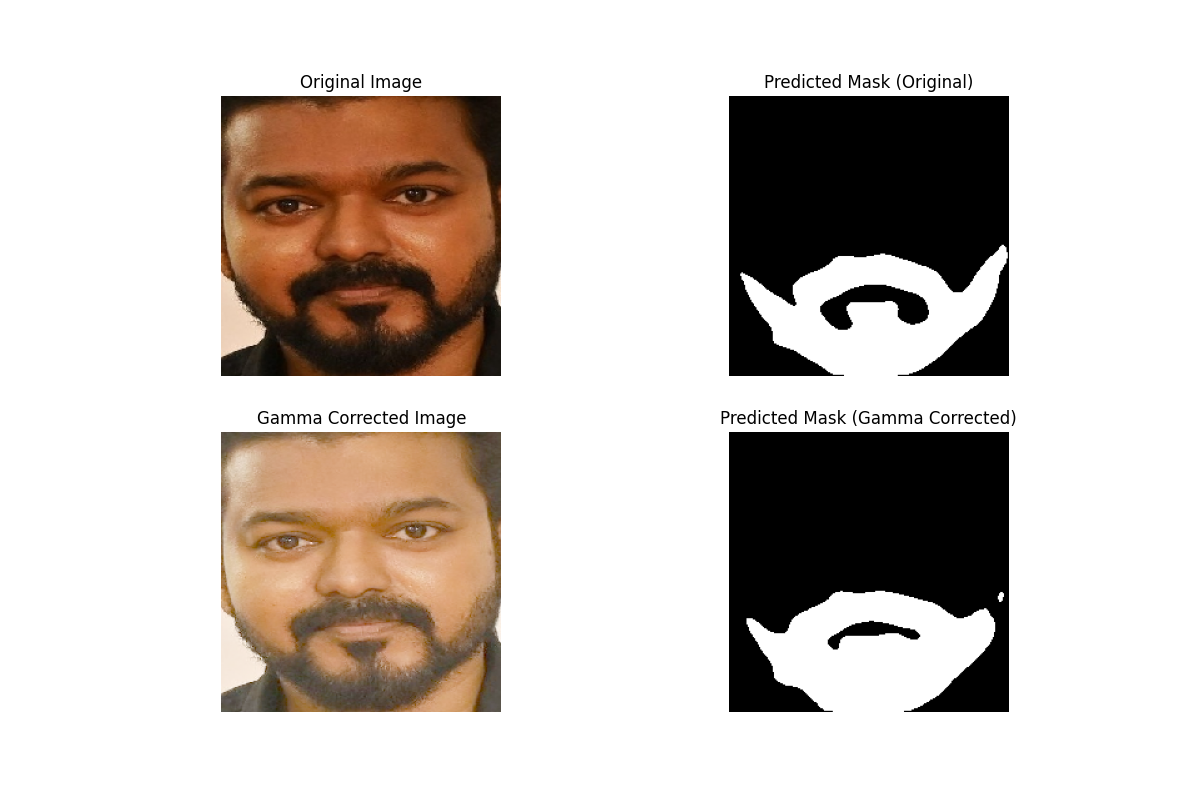 Original Image
Predicted Mask (Original)
Gamma Corrected Image
Predicted Mask (Gamma Corrected)